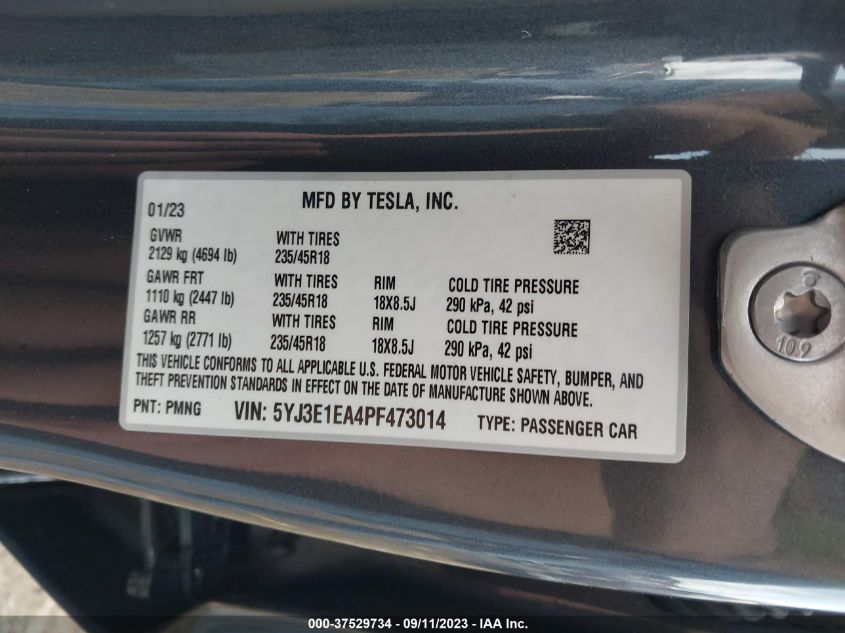 MFD BY TESLA, INC.
01/23
GVWR WITH TIRES
2129 kg (4694 lb) 235/45R18
GAWR FRT WITH TIRES RIM COLD TIRE PRESSURE
1110 kg (2447 lb) 235/45R18 18X8.5J 290 kPa, 42 psi
GAWR RR WITH TIRES RIM COLD TIRE PRESSURE
1257 kg (2771 lb) 235/45R18 18X8.5J 290 kPa, 42 psi
THIS VEHICLE CONFORMS TO ALL APPLICABLE U.S. FEDERAL MOTOR VEHICLE SAFETY, BUMPER, AND
THEFT PREVENTION STANDARDS IN EFFECT ON THE DATE OF MANUFACTURE SHOWN ABOVE.
PNT: PMNG VIN: 5YJ3E1EA4PF473014 TYPE: PASSENGER CAR
109
000-37529734 - 09/11/2023 - IAA Inc.